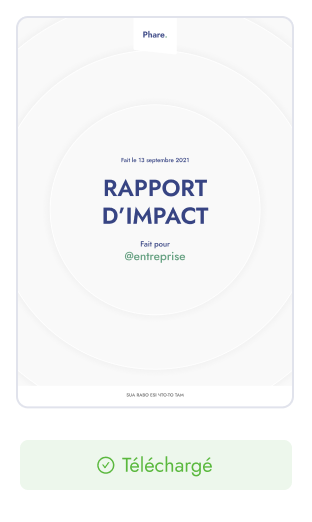 Phare.
Fait le 13 septembre 2021
RAPPORT
D'IMPACT
Fait pour
@entreprise
Téléchargé